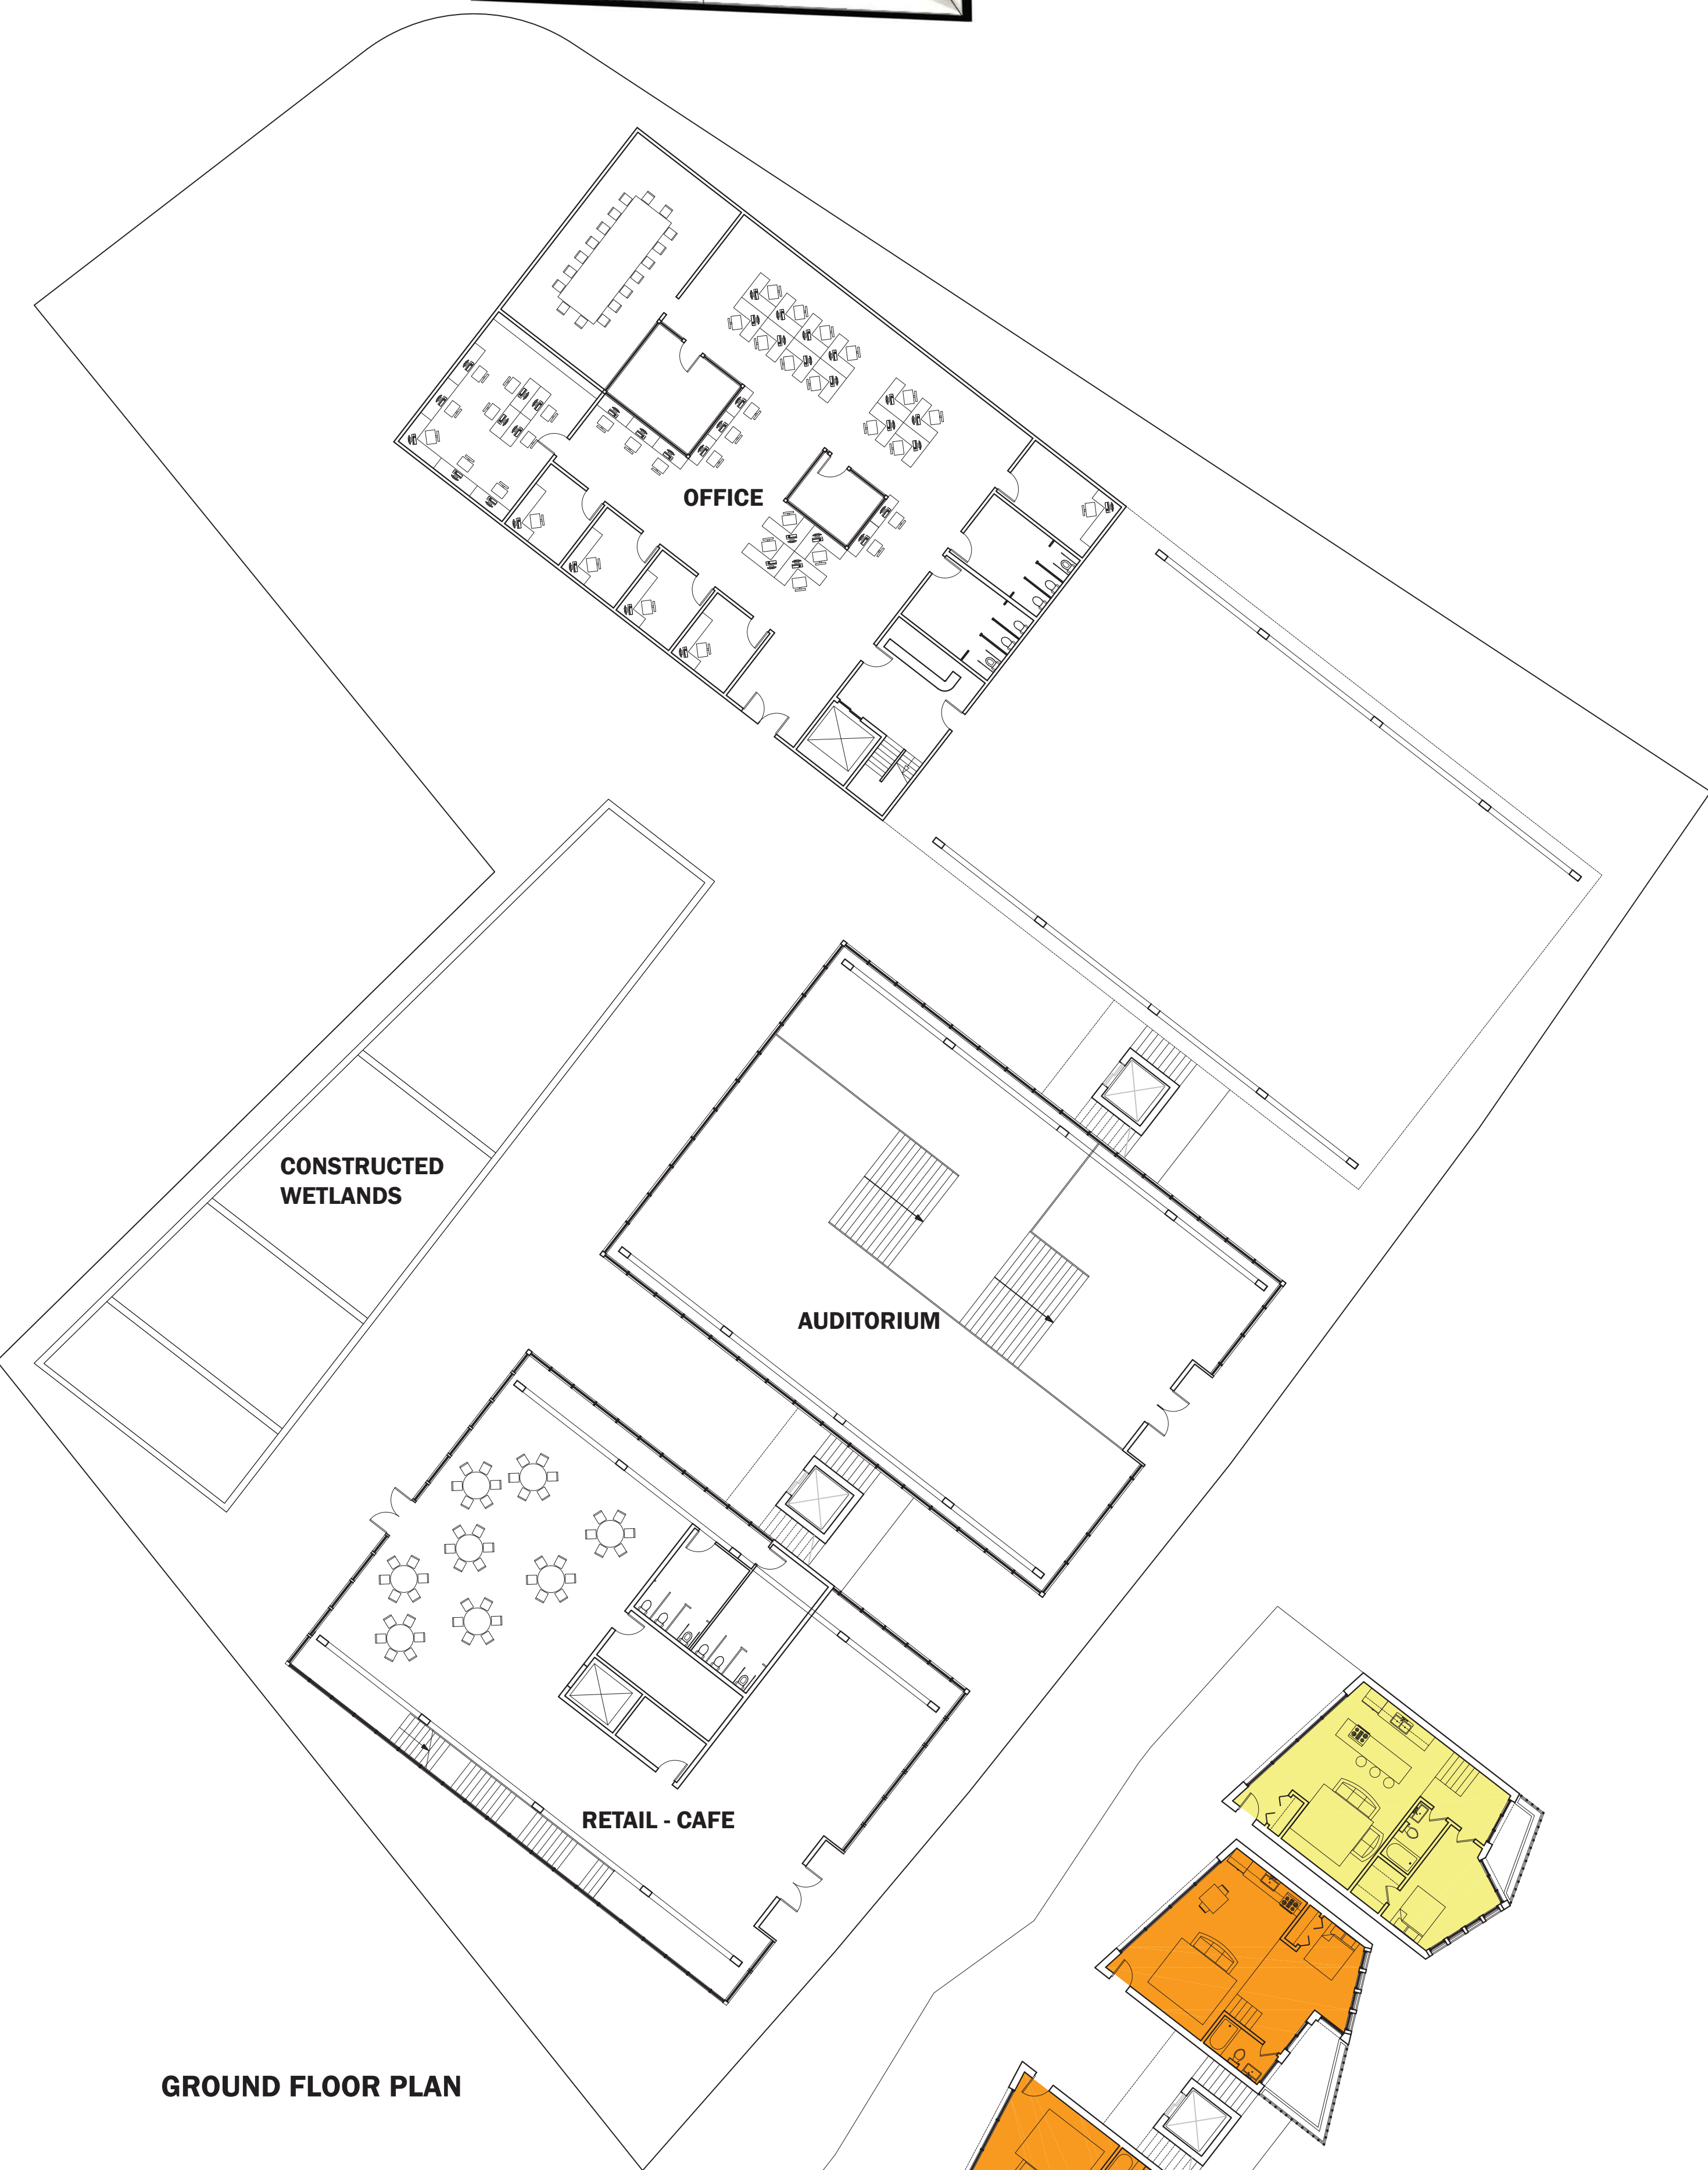 OFFICE
CONSTRUCTED
WETLANDS
AUDITORIUM
RETAIL - CAFE
GROUND FLOOR PLAN